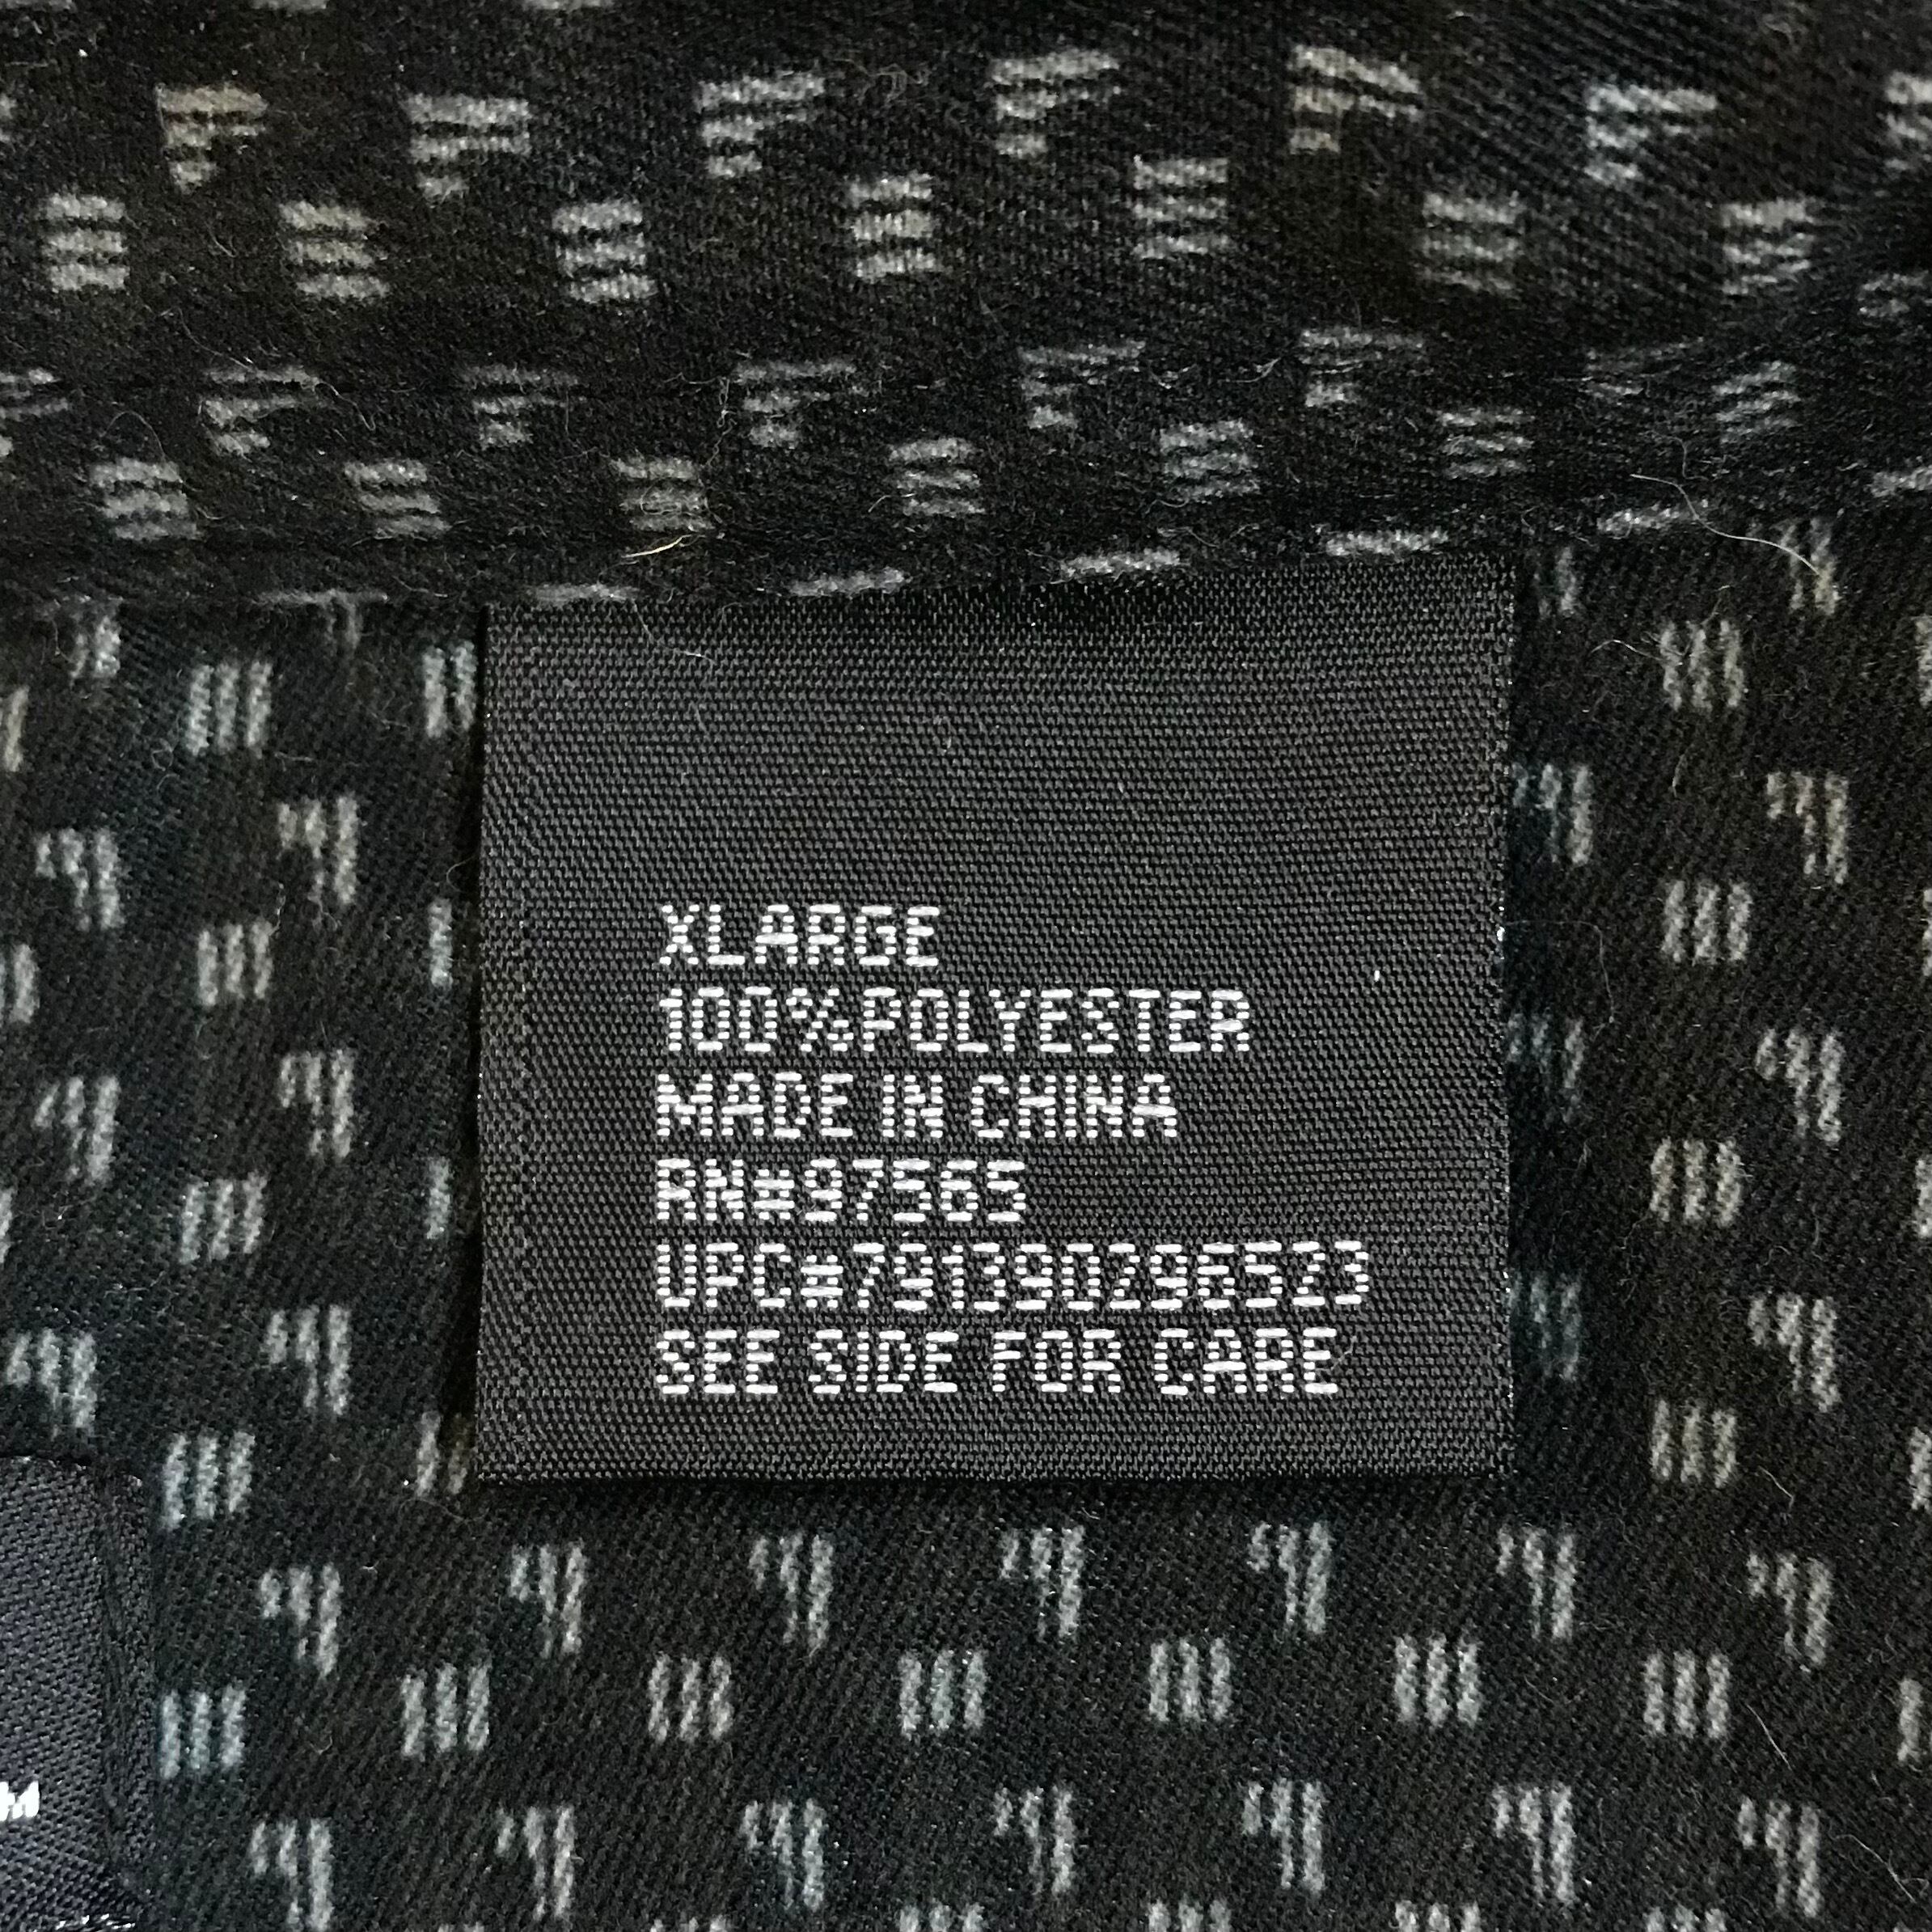 XLARGE
100%POLYESTER
MADE IN CHINA
RN#97565
UPC#791390296523
SEE SIDE FOR CARE